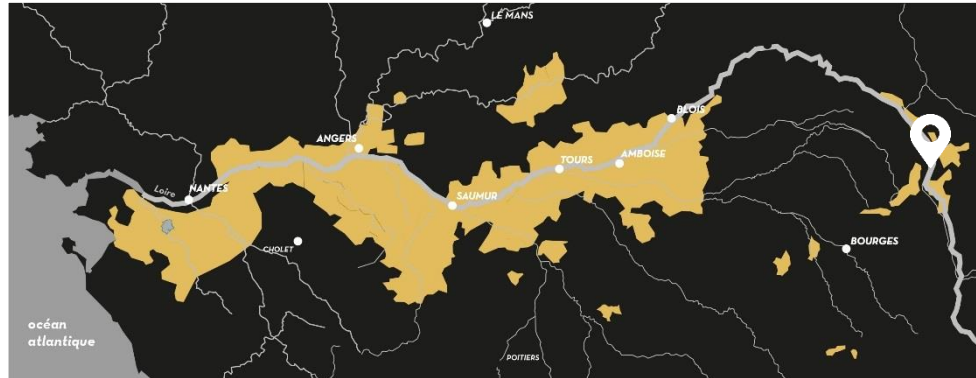 LE MANS
BLOIS
ANGERS
TOURS
AMBOISE
NANTES
Loire
SAUMUR
CHOLET
BOURGES
océan
atlantique
POITIERS